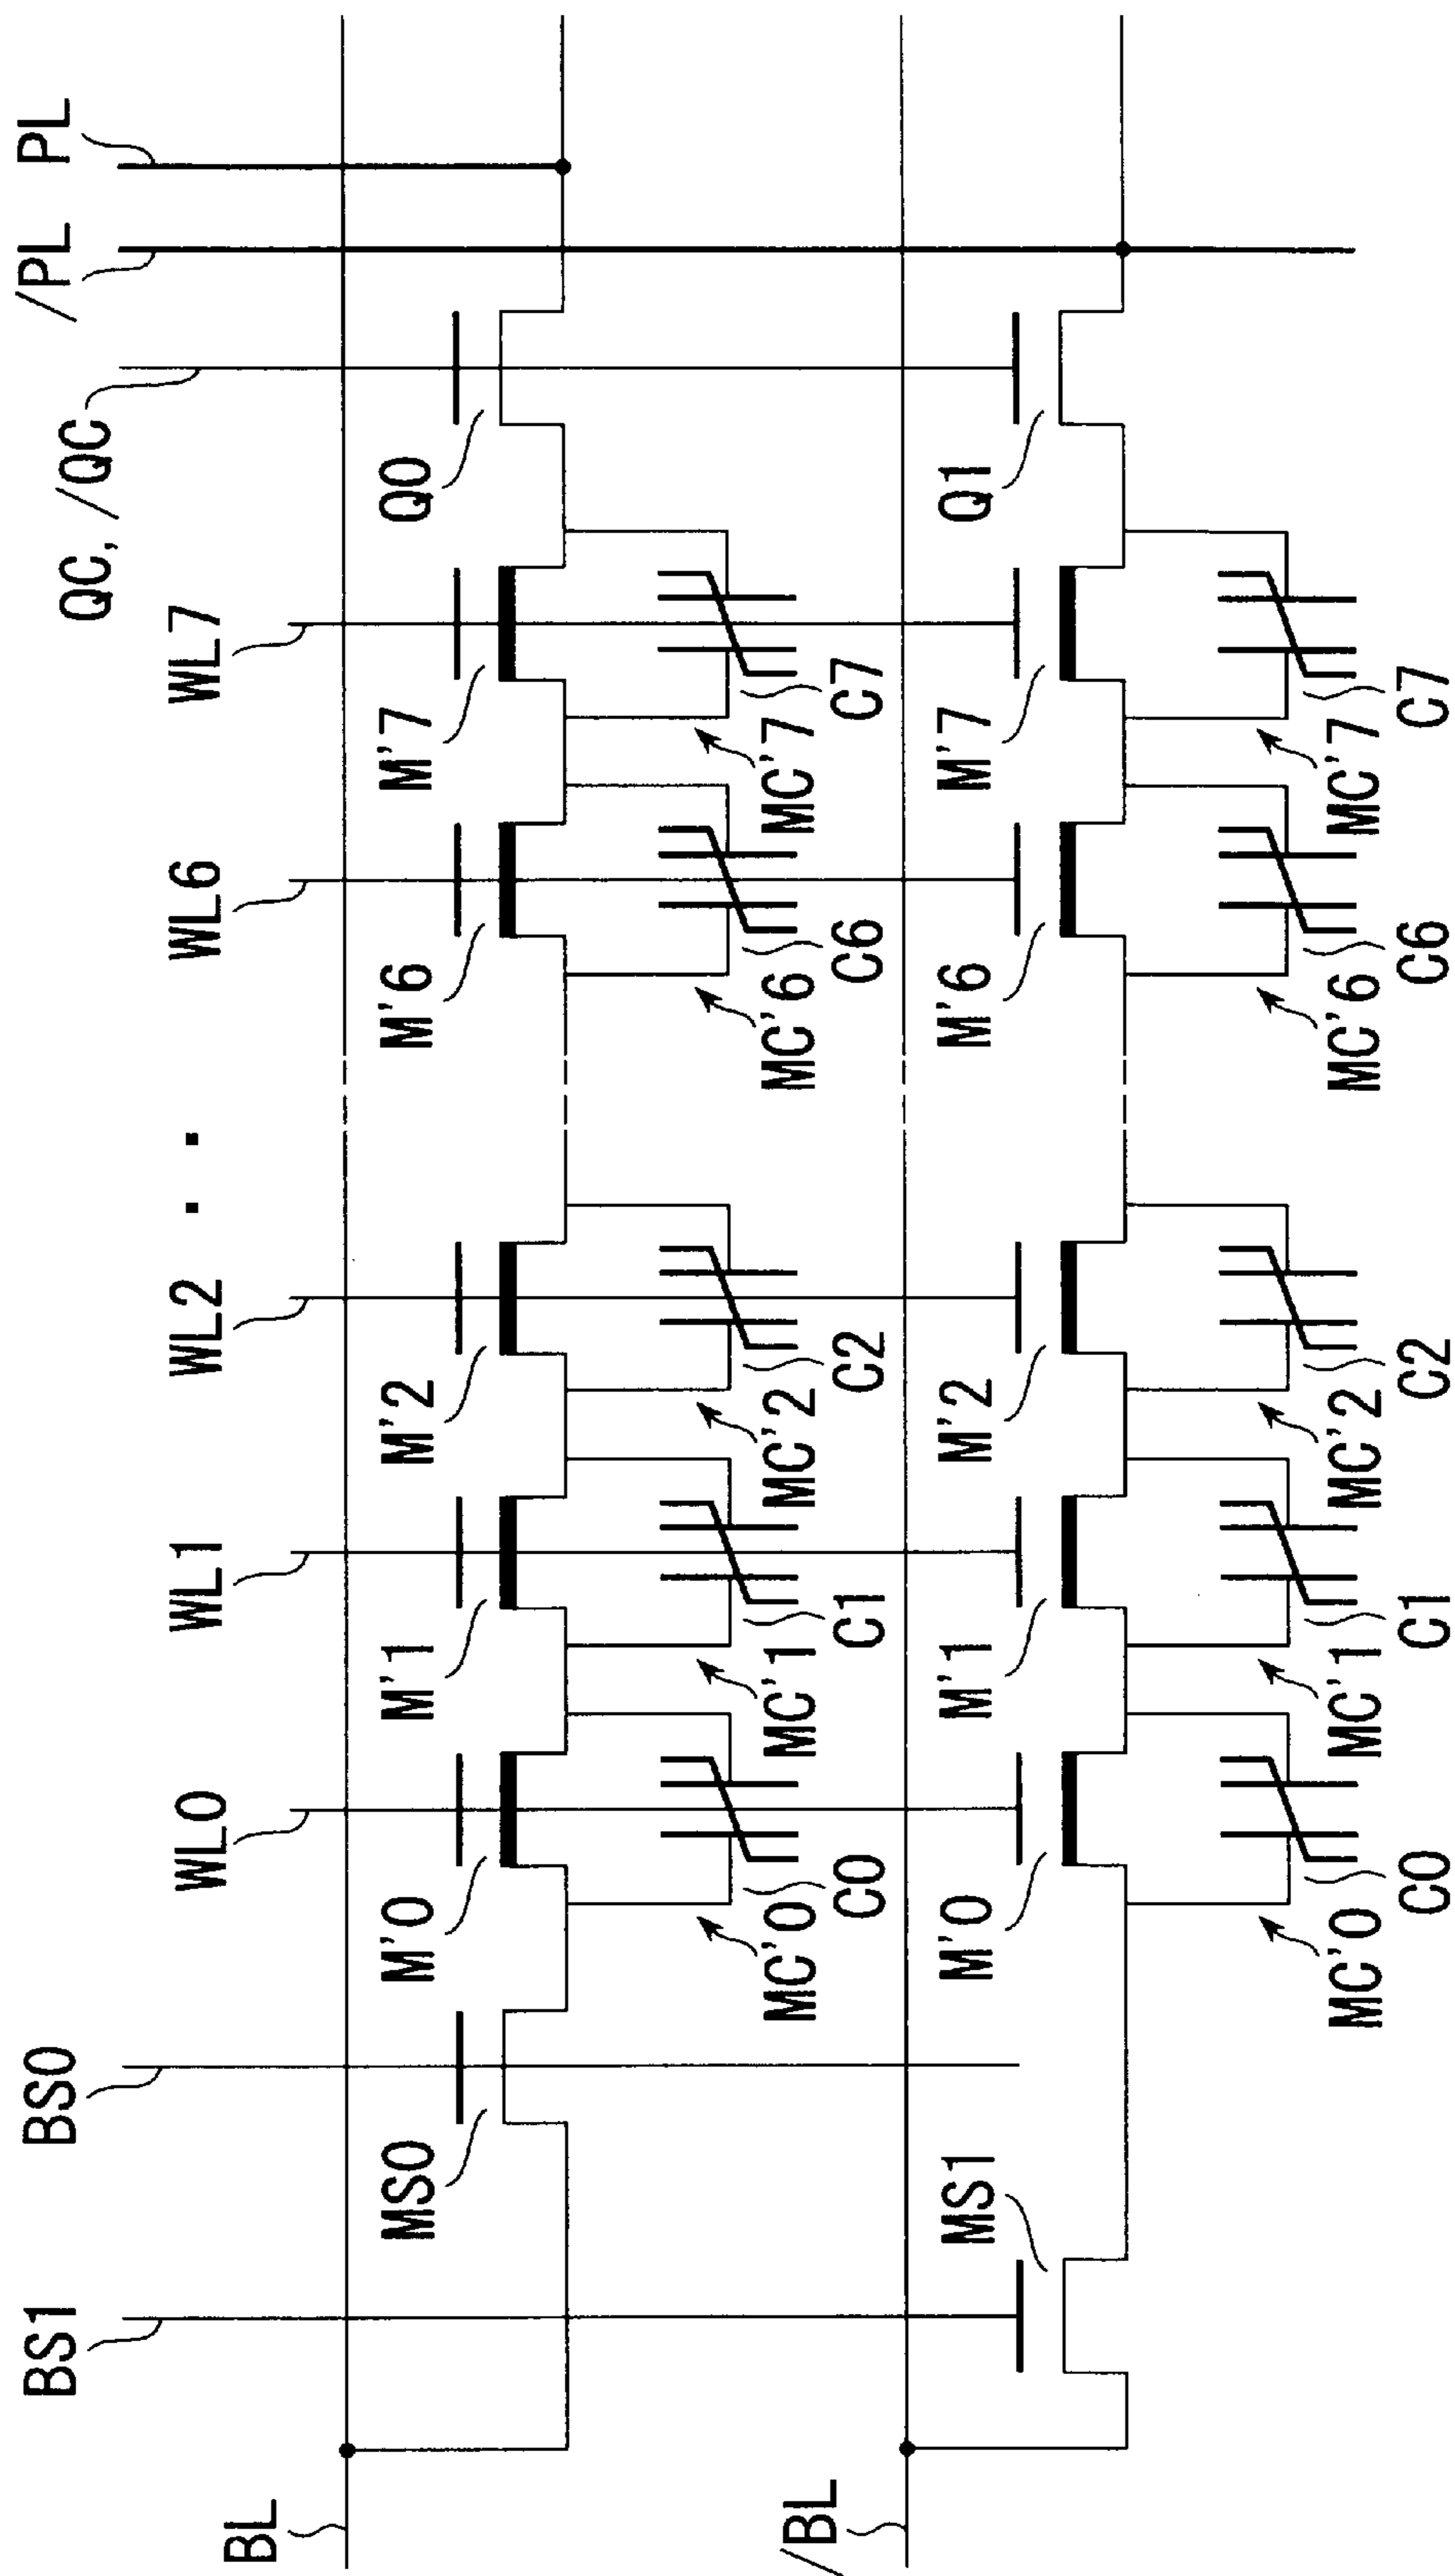 /PL PL
QC, /QC
BS1 BS0 WL0 WL1 WL2 . . WL6 WL7
BL
MS0 M'0 M'1 M'2 M'6 M'7 Q0
MC'0 MC'1 MC'2 MC'6 MC'7
C0 C1 C2 C6 C7
/BL
MS1 M'0 M'1 M'2 M'6 M'7 Q1
MC'0 MC'1 MC'2 MC'6 MC'7
C0 C1 C2 C6 C7